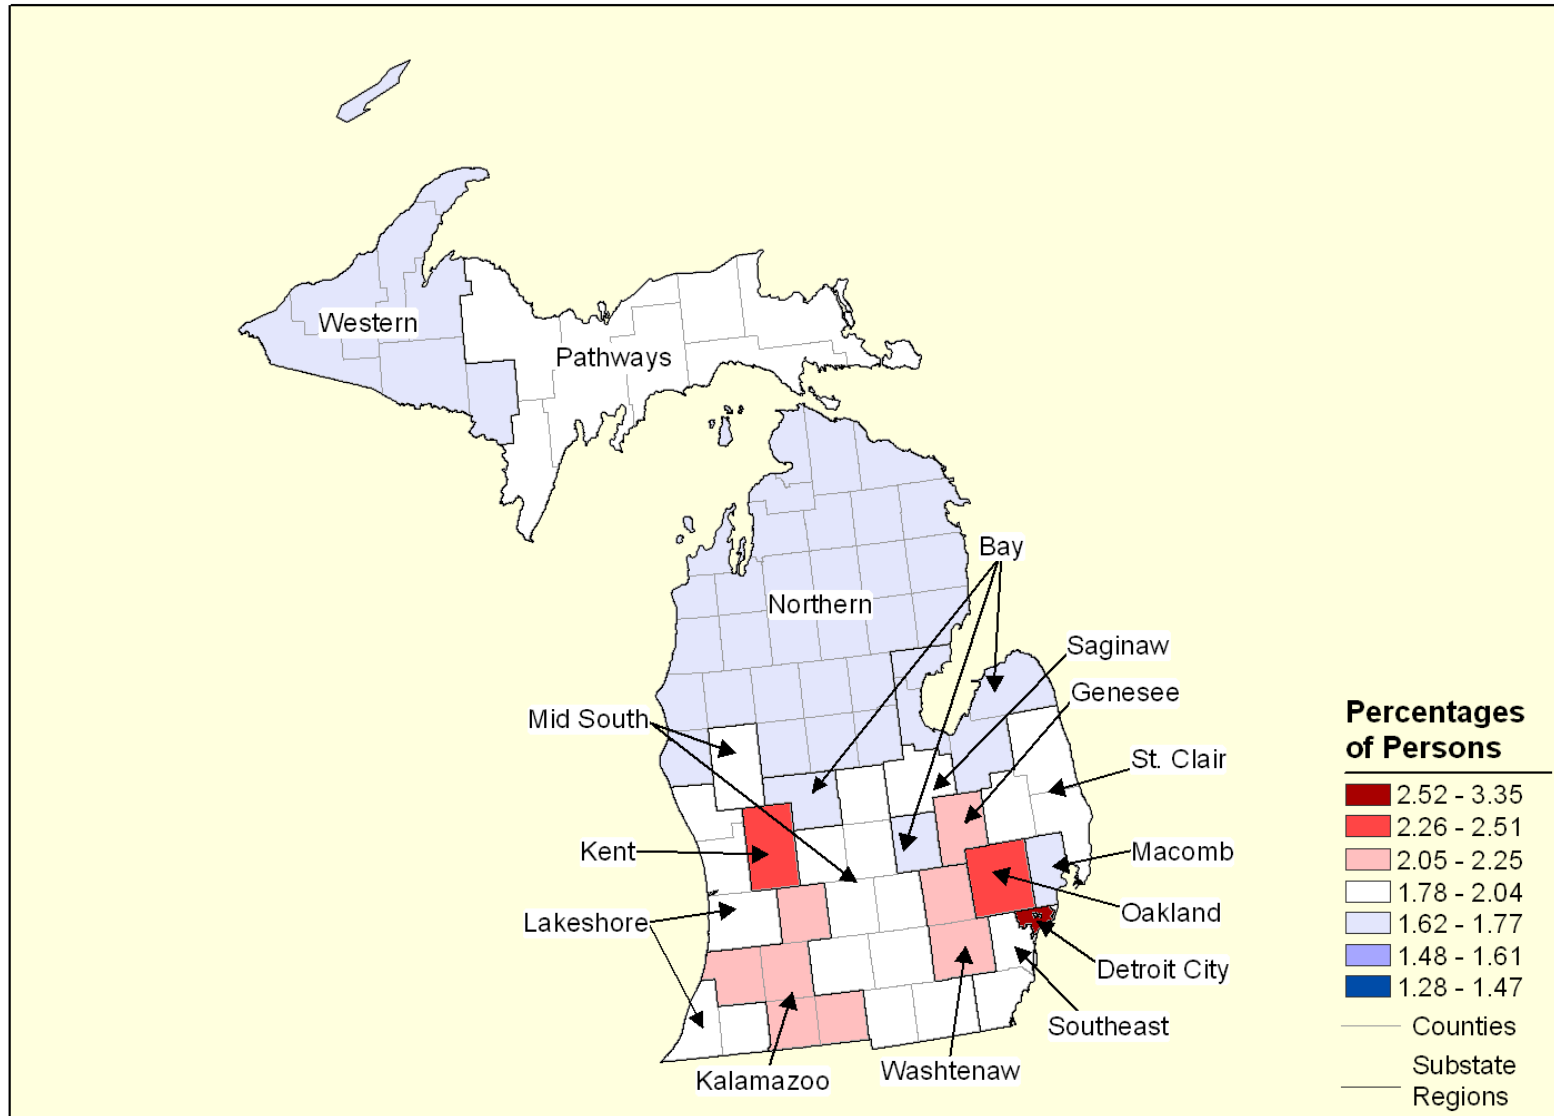 Western
Pathways
Bay
Northern
Saginaw
Genesee
Mid South
St. Clair
Kent
Macomb
Lakeshore
Oakland
Detroit City
Southeast
Kalamazoo
Washtenaw
Percentages
of Persons
2.52 - 3.35
2.26 - 2.51
2.05 - 2.25
1.78 - 2.04
1.62 - 1.77
1.48 - 1.61
1.28 - 1.47
Counties
Substate
Regions